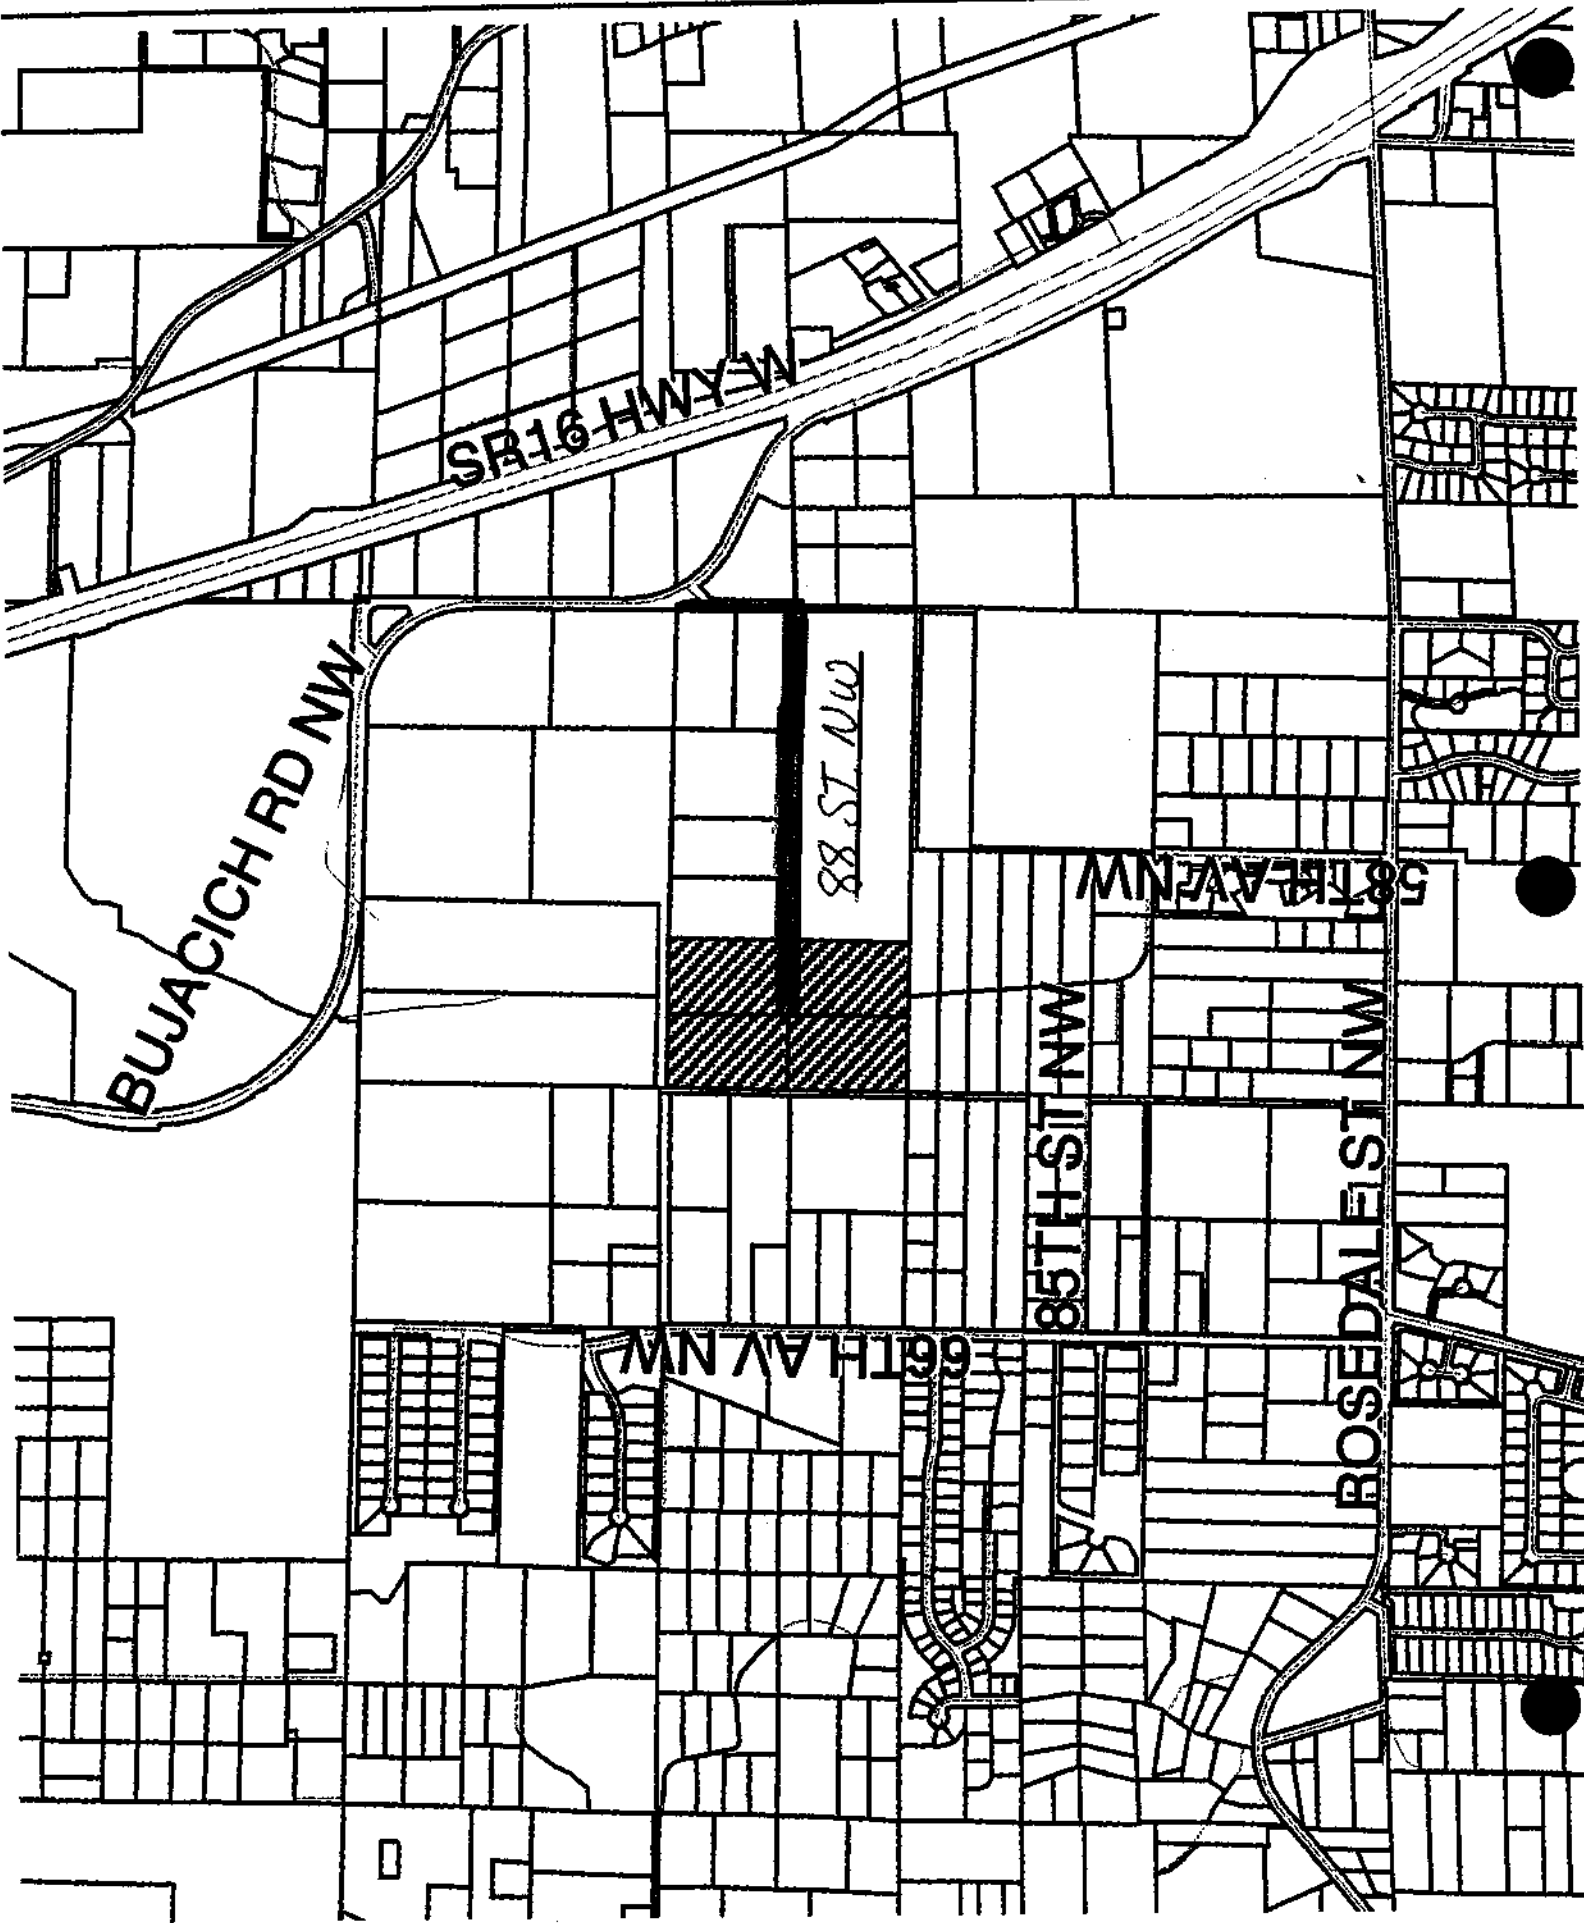 SR16 HWY W
BUJACICH RD NW
88 ST. NW
58TH AV NW
85TH ST NW
ROSEDALE ST NW
66TH AV NW